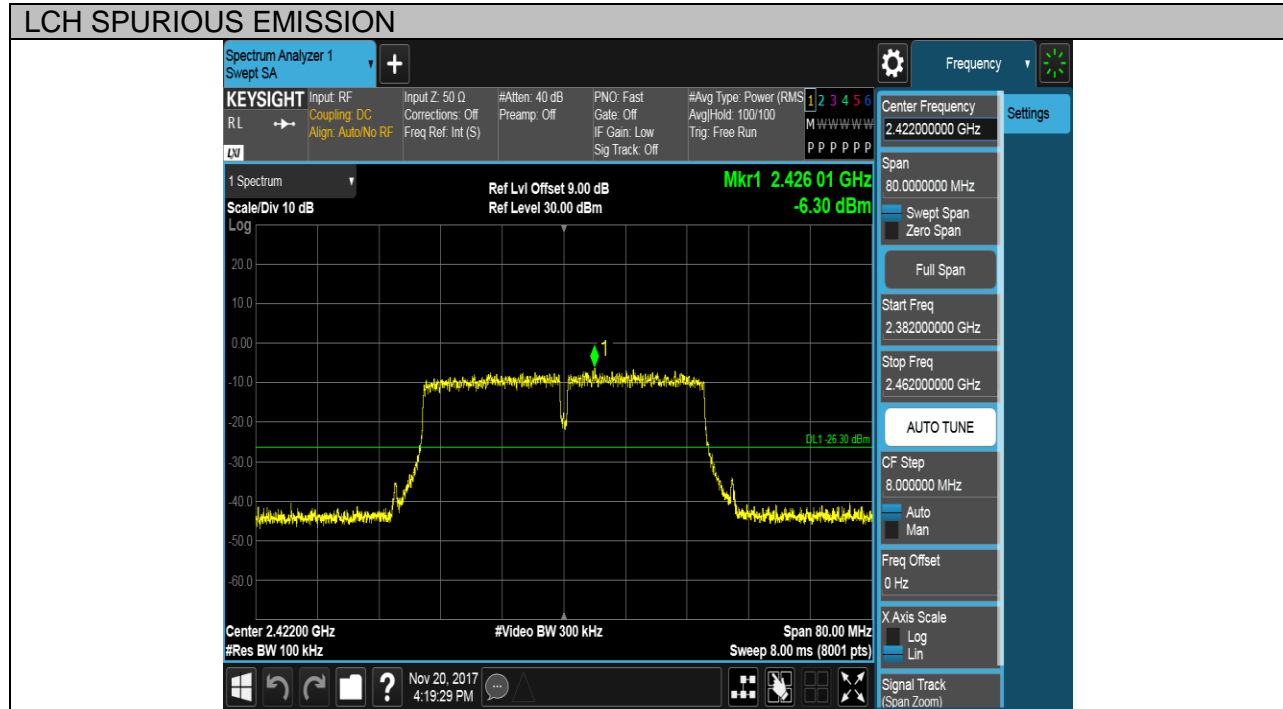 LCH SPURIOUS EMISSION
Spectrum Analyzer 1
Swept SA
+
Frequency
KEYSIGHT
RL
LXI
Input: RF
Coupling: DC
Align: Auto/No RF
Input Z: 50 Ω
Corrections: Off
Freq Ref: Int (S)
#Atten: 40 dB
Preamp: Off
PNO: Fast
Gate: Off
IF Gain: Low
Sig Track: Off
#Avg Type: Power (RMS
Avg|Hold: 100/100
Trig: Free Run
1 2 3 4 5 6
M W W W W W
P P P P P P
1 Spectrum
Scale/Div 10 dB
Ref Lvl Offset 9.00 dB
Ref Level 30.00 dBm
Mkr1 2.426 01 GHz
-6.30 dBm
Log
20.0
10.0
0.00
-10.0
-20.0
-30.0
-40.0
-50.0
-60.0
1
DL1 -26.30 dBm
Center 2.42200 GHz
#Res BW 100 kHz
#Video BW 300 kHz
Span 80.00 MHz
Sweep 8.00 ms (8001 pts)
?
Nov 20, 2017
4:19:29 PM
Center Frequency
2.422000000 GHz
Settings
Span
80.0000000 MHz
Swept Span
Zero Span
Full Span
Start Freq
2.382000000 GHz
Stop Freq
2.462000000 GHz
AUTO TUNE
CF Step
8.000000 MHz
Auto
Man
Freq Offset
0 Hz
X Axis Scale
Log
Lin
Signal Track
(Span Zoom)